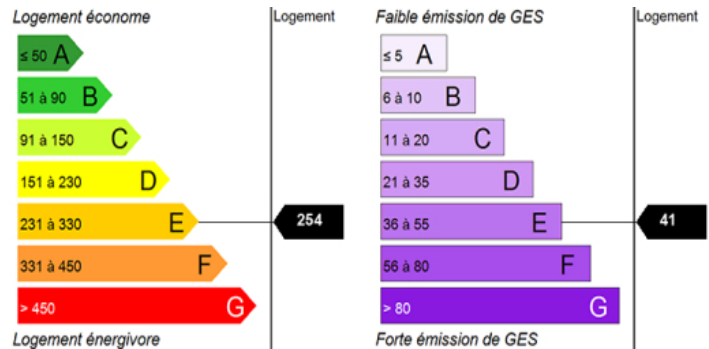 Logement économe
Logement
≤ 50 A
51 à 90 B
91 à 150 C
151 à 230 D
231 à 330 E
254
331 à 450 F
> 450 G
Logement énergivore
Faible émission de GES
Logement
≤ 5 A
6 à 10 B
11 à 20 C
21 à 35 D
36 à 55 E
41
56 à 80 F
> 80 G
Forte émission de GES